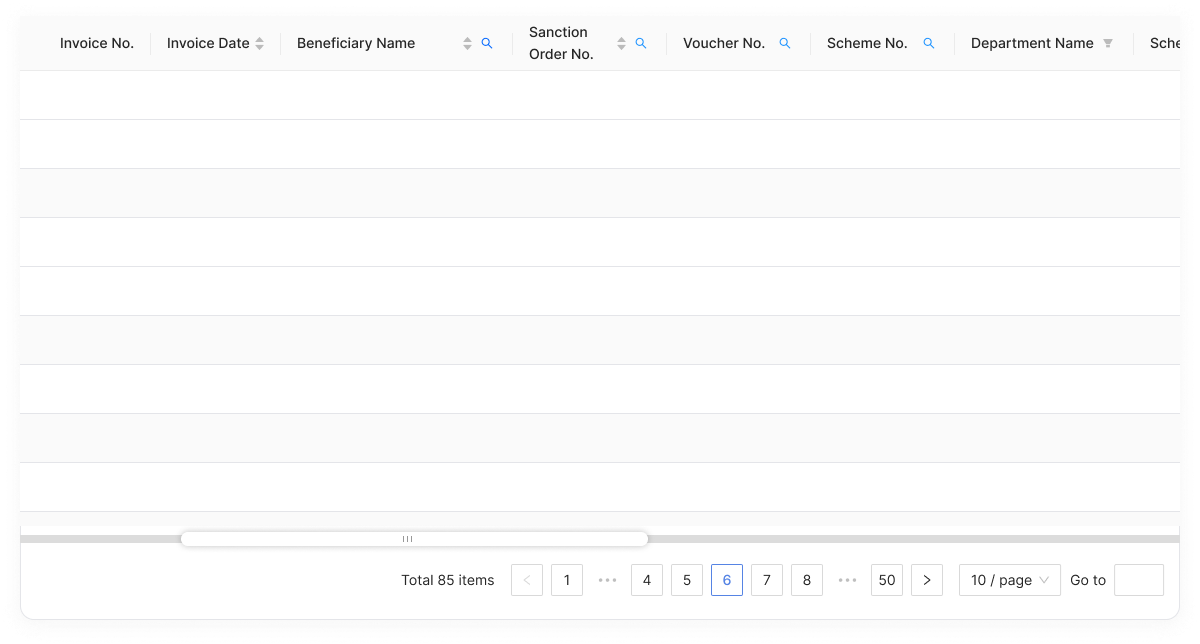 Invoice No. Invoice Date Beneficiary Name Sanction Order No. Voucher No. Scheme No. Department Name Sche
Total 85 items 1 ••• 4 5 6 7 8 ••• 50 10 / page Go to